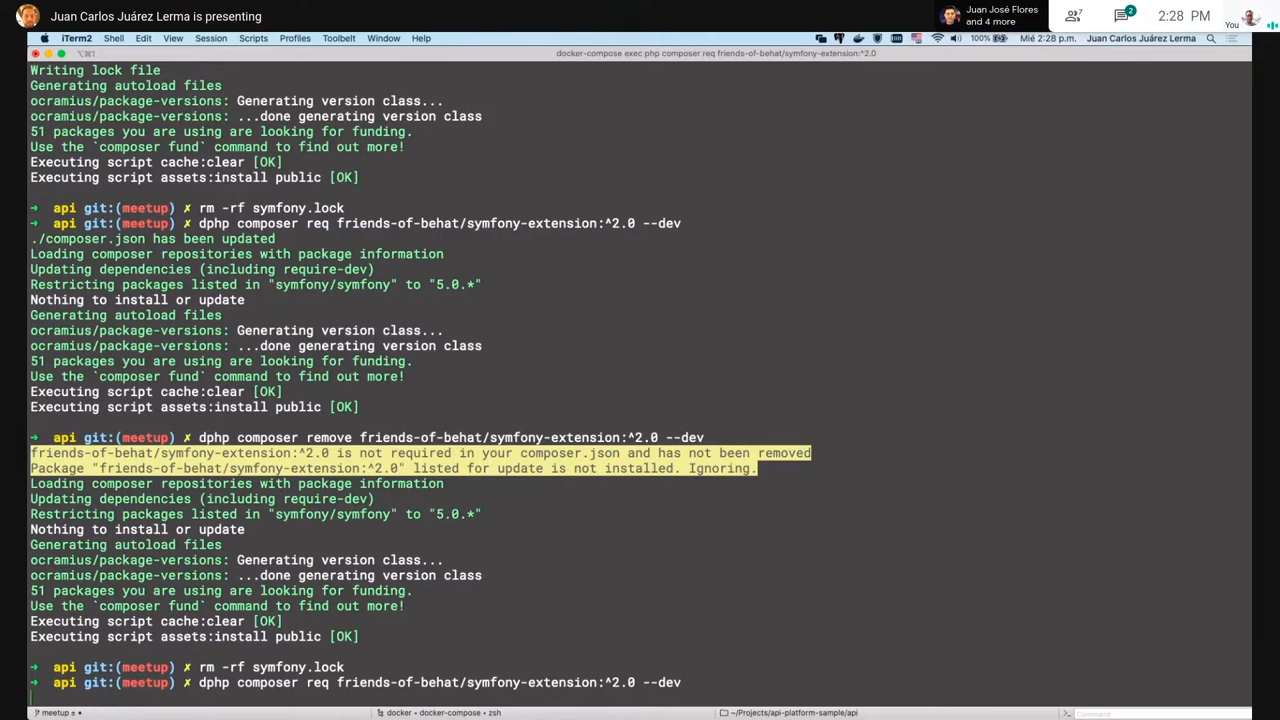 Juan Carlos Juárez Lerma is presenting
Juan José Flores
and 4 more
7
2
2:28 PM
You
iTerm2 Shell Edit View Session Scripts Profiles Toolbelt Window Help
100% Mié 2:28 p.m. Juan Carlos Juárez Lerma
⌥⌘1
docker-compose exec php composer req friends-of-behat/symfony-extension:^2.0
Writing lock file
Generating autoload files
ocramius/package-versions: Generating version class...
ocramius/package-versions: ...done generating version class
51 packages you are using are looking for funding.
Use the `composer fund` command to find out more!
Executing script cache:clear [OK]
Executing script assets:install public [OK]
➜ api git:(meetup) ✗ rm -rf symfony.lock
➜ api git:(meetup) ✗ dphp composer req friends-of-behat/symfony-extension:^2.0 --dev
./composer.json has been updated
Loading composer repositories with package information
Updating dependencies (including require-dev)
Restricting packages listed in "symfony/symfony" to "5.0.*"
Nothing to install or update
Generating autoload files
ocramius/package-versions: Generating version class...
ocramius/package-versions: ...done generating version class
51 packages you are using are looking for funding.
Use the `composer fund` command to find out more!
Executing script cache:clear [OK]
Executing script assets:install public [OK]
➜ api git:(meetup) ✗ dphp composer remove friends-of-behat/symfony-extension:^2.0 --dev
friends-of-behat/symfony-extension:^2.0 is not required in your composer.json and has not been removed
Package "friends-of-behat/symfony-extension:^2.0" listed for update is not installed. Ignoring.
Loading composer repositories with package information
Updating dependencies (including require-dev)
Restricting packages listed in "symfony/symfony" to "5.0.*"
Nothing to install or update
Generating autoload files
ocramius/package-versions: Generating version class...
ocramius/package-versions: ...done generating version class
51 packages you are using are looking for funding.
Use the `composer fund` command to find out more!
Executing script cache:clear [OK]
Executing script assets:install public [OK]
➜ api git:(meetup) ✗ rm -rf symfony.lock
➜ api git:(meetup) ✗ dphp composer req friends-of-behat/symfony-extension:^2.0 --dev
meetup
docker • docker-compose • zsh
~/Projects/api-platform-sample/api
Command